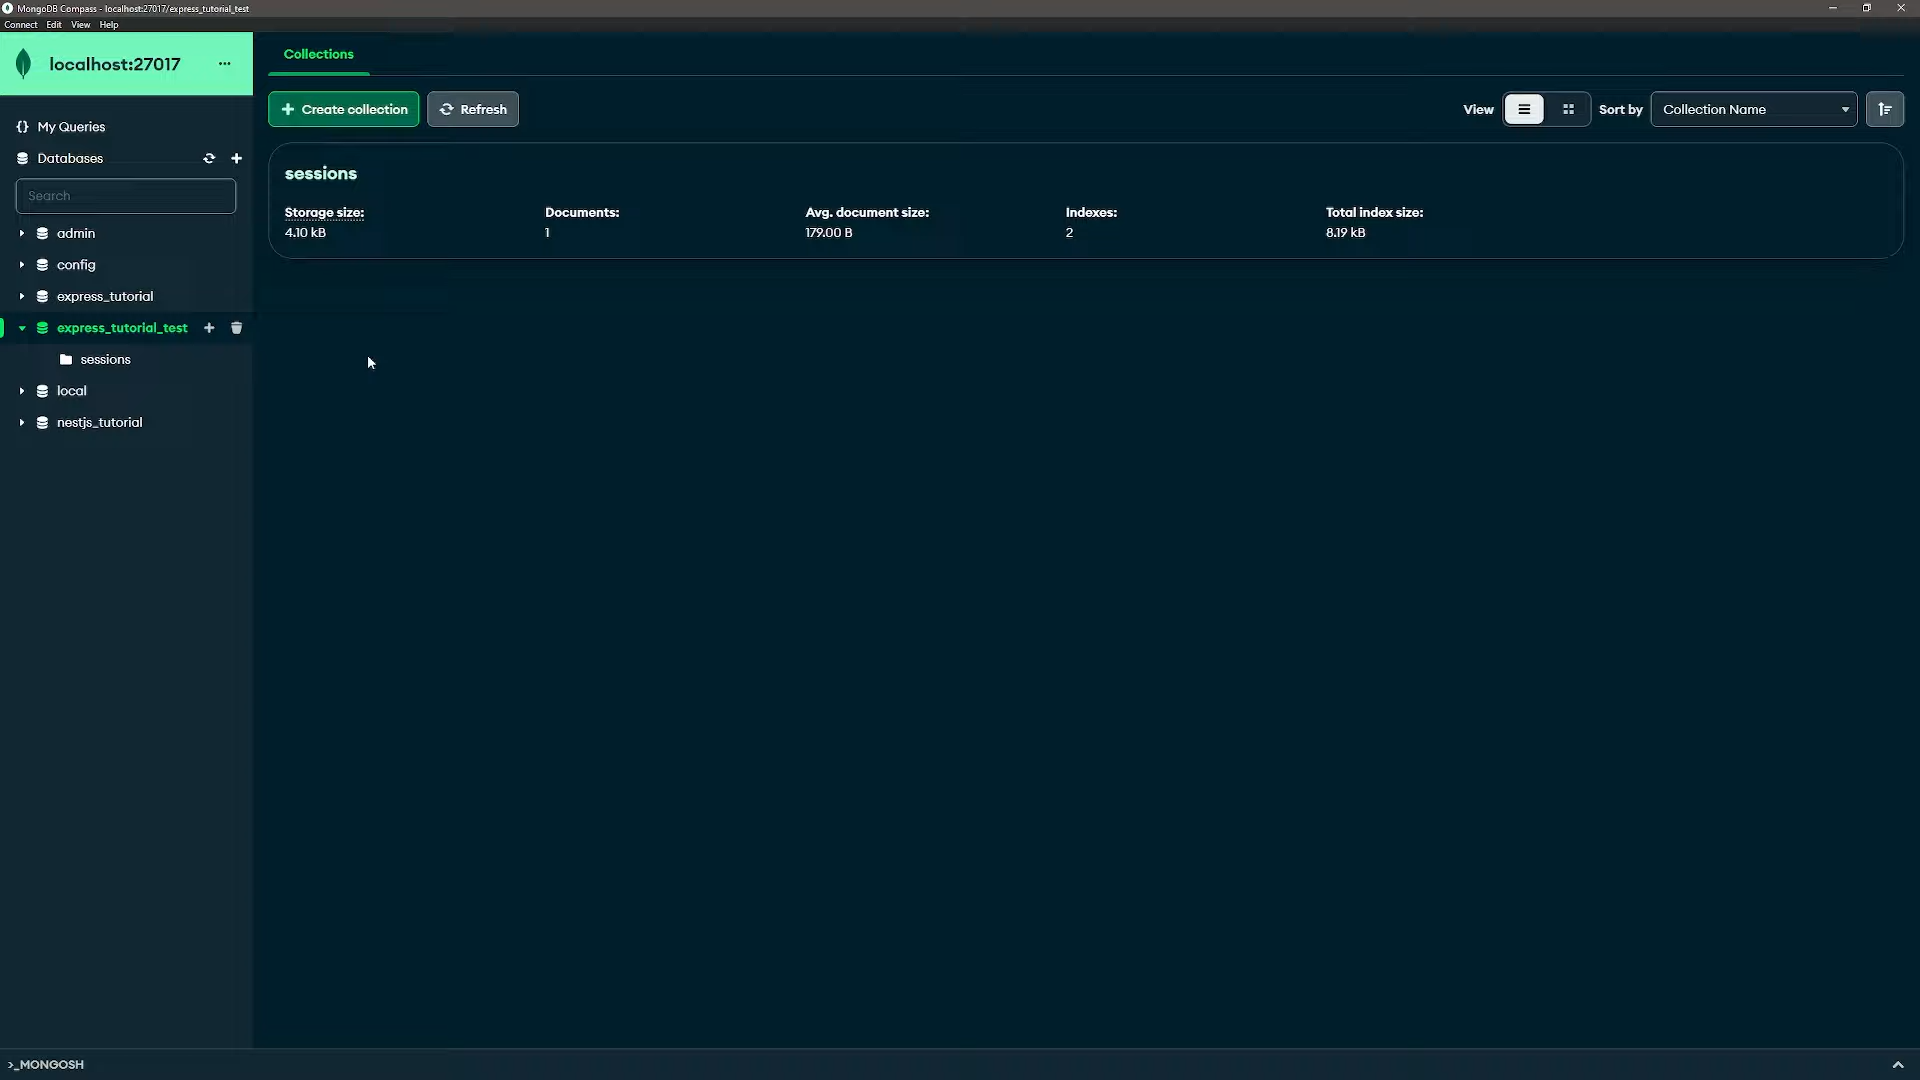 MongoDB Compass - localhost:27017/express_tutorial_test
Connect Edit View Help
localhost:27017 ...
{} My Queries
Databases
Search
admin
config
express_tutorial
express_tutorial_test
sessions
local
nestjs_tutorial
Collections
+ Create collection Refresh
View Sort by Collection Name
sessions
Storage size: Documents: Avg. document size: Indexes: Total index size:
4.10 kB 1 179.00 B 2 8.19 kB
>_MONGOSH